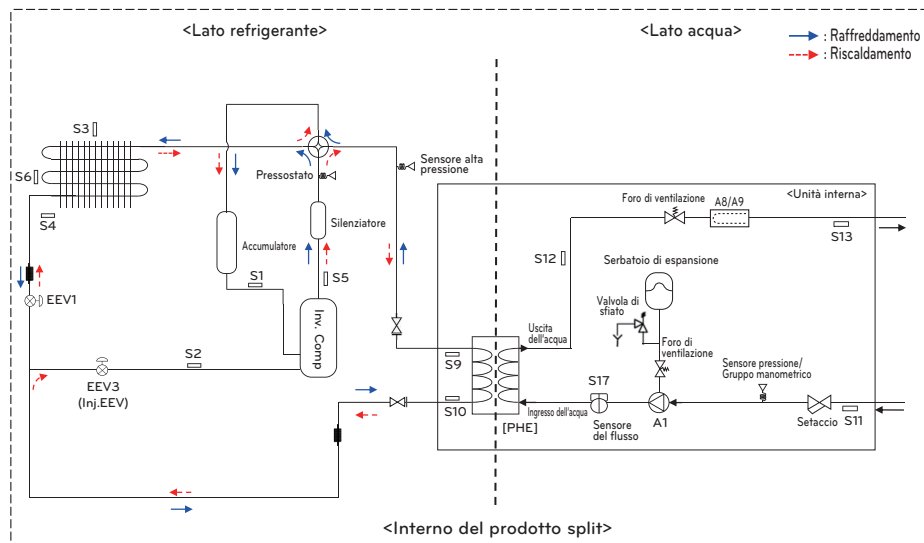 <Lato refrigerante>
<Lato acqua>
: Raffreddamento
: Riscaldamento
S3
S6
S4
Pressostato
Sensore alta
pressione
Silenziatore
Accumulatore
S1
S5
Inv. Comp
EEV1
S2
EEV3
(Inj.EEV)
<Unità interna>
Foro di ventilazione
A8/A9
S13
S12
Serbatoio di espansione
Valvola di
sfiato
Uscita
dell'acqua
Foro di
ventilazione
Sensore pressione/
Gruppo manometrico
S9
S10
S17
Ingresso dell'acqua
[PHE]
Sensore
del flusso
A1
Setaccio
S11
<Interno del prodotto split>